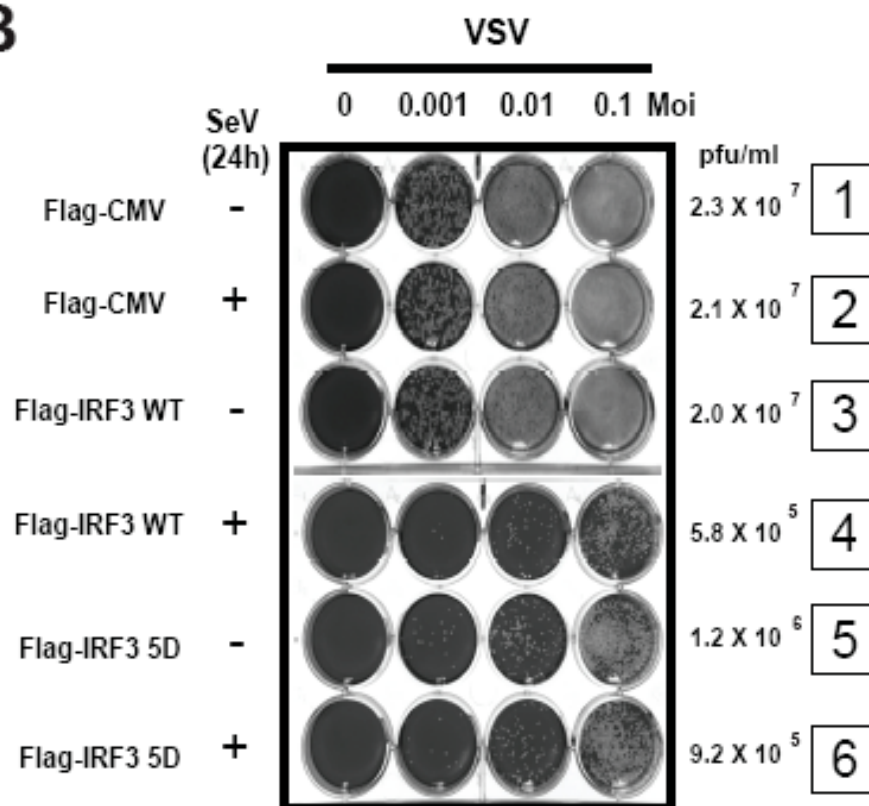 B
VSV
SeV
(24h)
0 0.001 0.01 0.1 Moi
pfu/ml
Flag-CMV - 2.3 X 10 7 1
Flag-CMV + 2.1 X 10 7 2
Flag-IRF3 WT - 2.0 X 10 7 3
Flag-IRF3 WT + 5.8 X 10 5 4
Flag-IRF3 5D - 1.2 X 10 6 5
Flag-IRF3 5D + 9.2 X 10 5 6